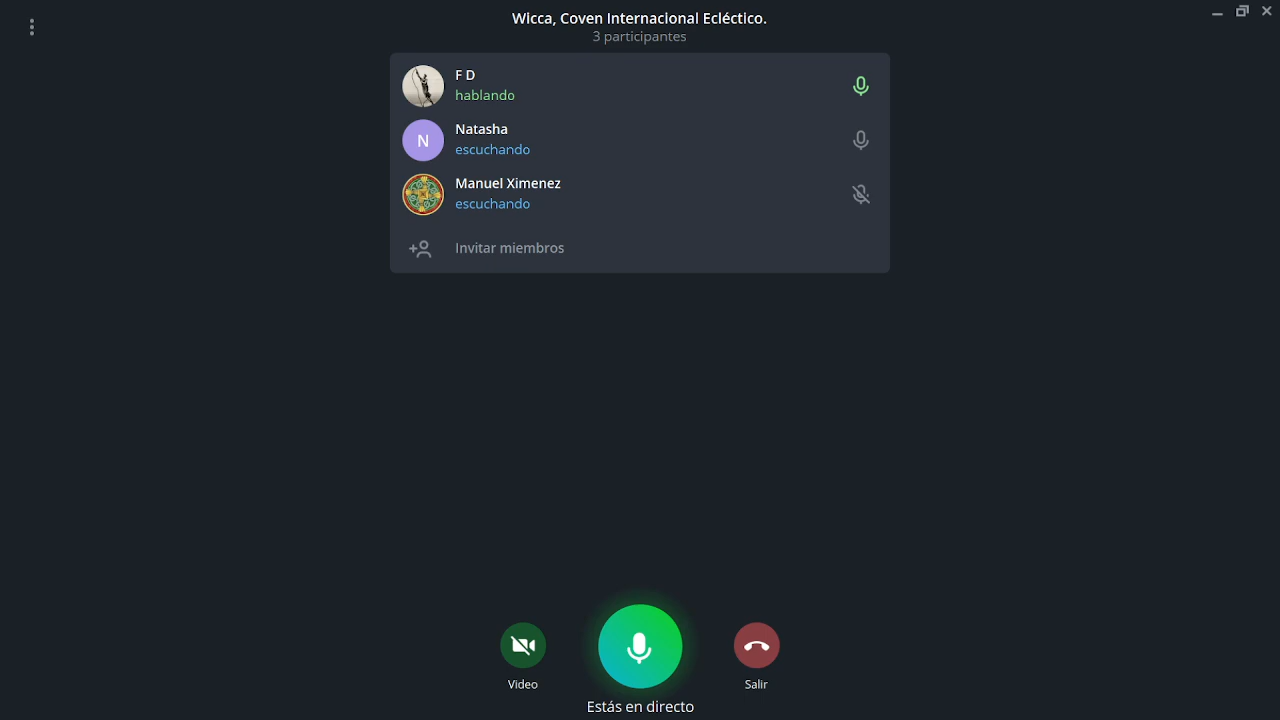 Wicca, Coven Internacional Ecléctico.
3 participantes
F D
hablando
N
Natasha
escuchando
Manuel Ximenez
escuchando
Invitar miembros
Video
Salir
Estás en directo